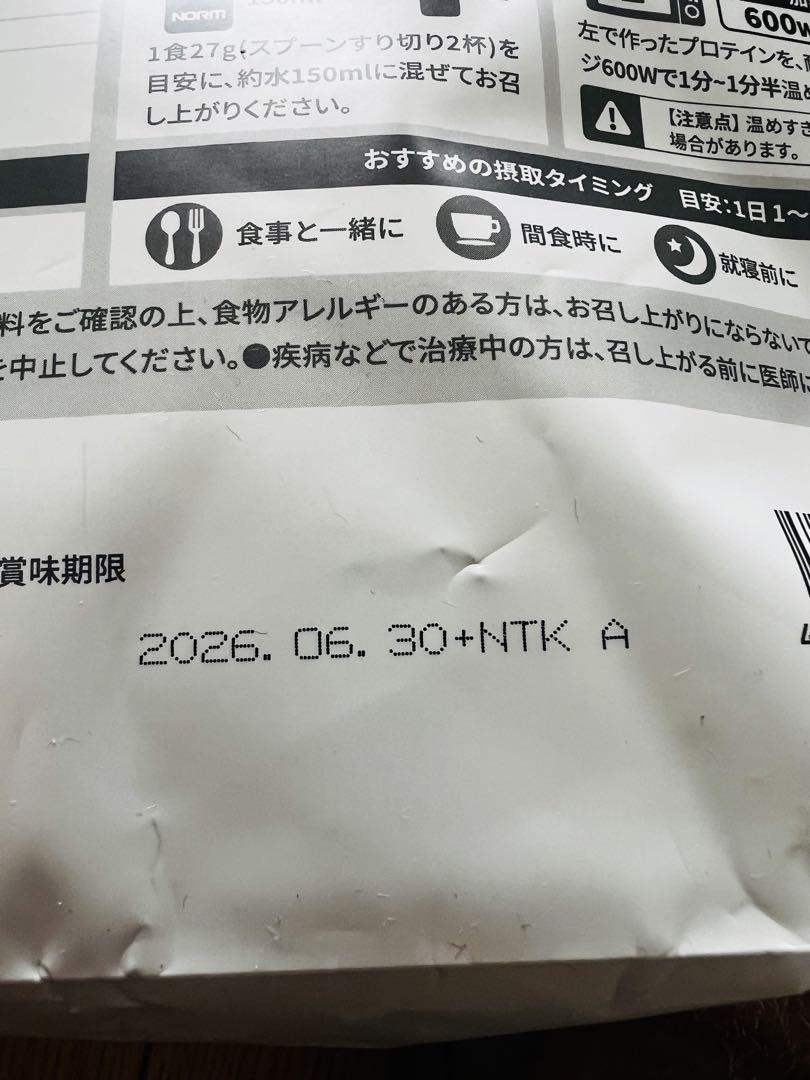 NORM
150ml
1食27g(スプーンすり切り2杯)を
目安に、約水150mlに混ぜてお召
し上がりください。
600W
左で作ったプロテインを、
ジ600Wで1分~1分半温め
【注意点】温めすぎ
場合があります。
おすすめの摂取タイミング 目安:1日1~
食事と一緒に
間食時に
就寝前に
料をご確認の上、食物アレルギーのある方は、お召し上がりにならないで
を中止してください。●疾病などで治療中の方は、召し上がる前に医師に
賞味期限
2026. 06. 30+NTK A